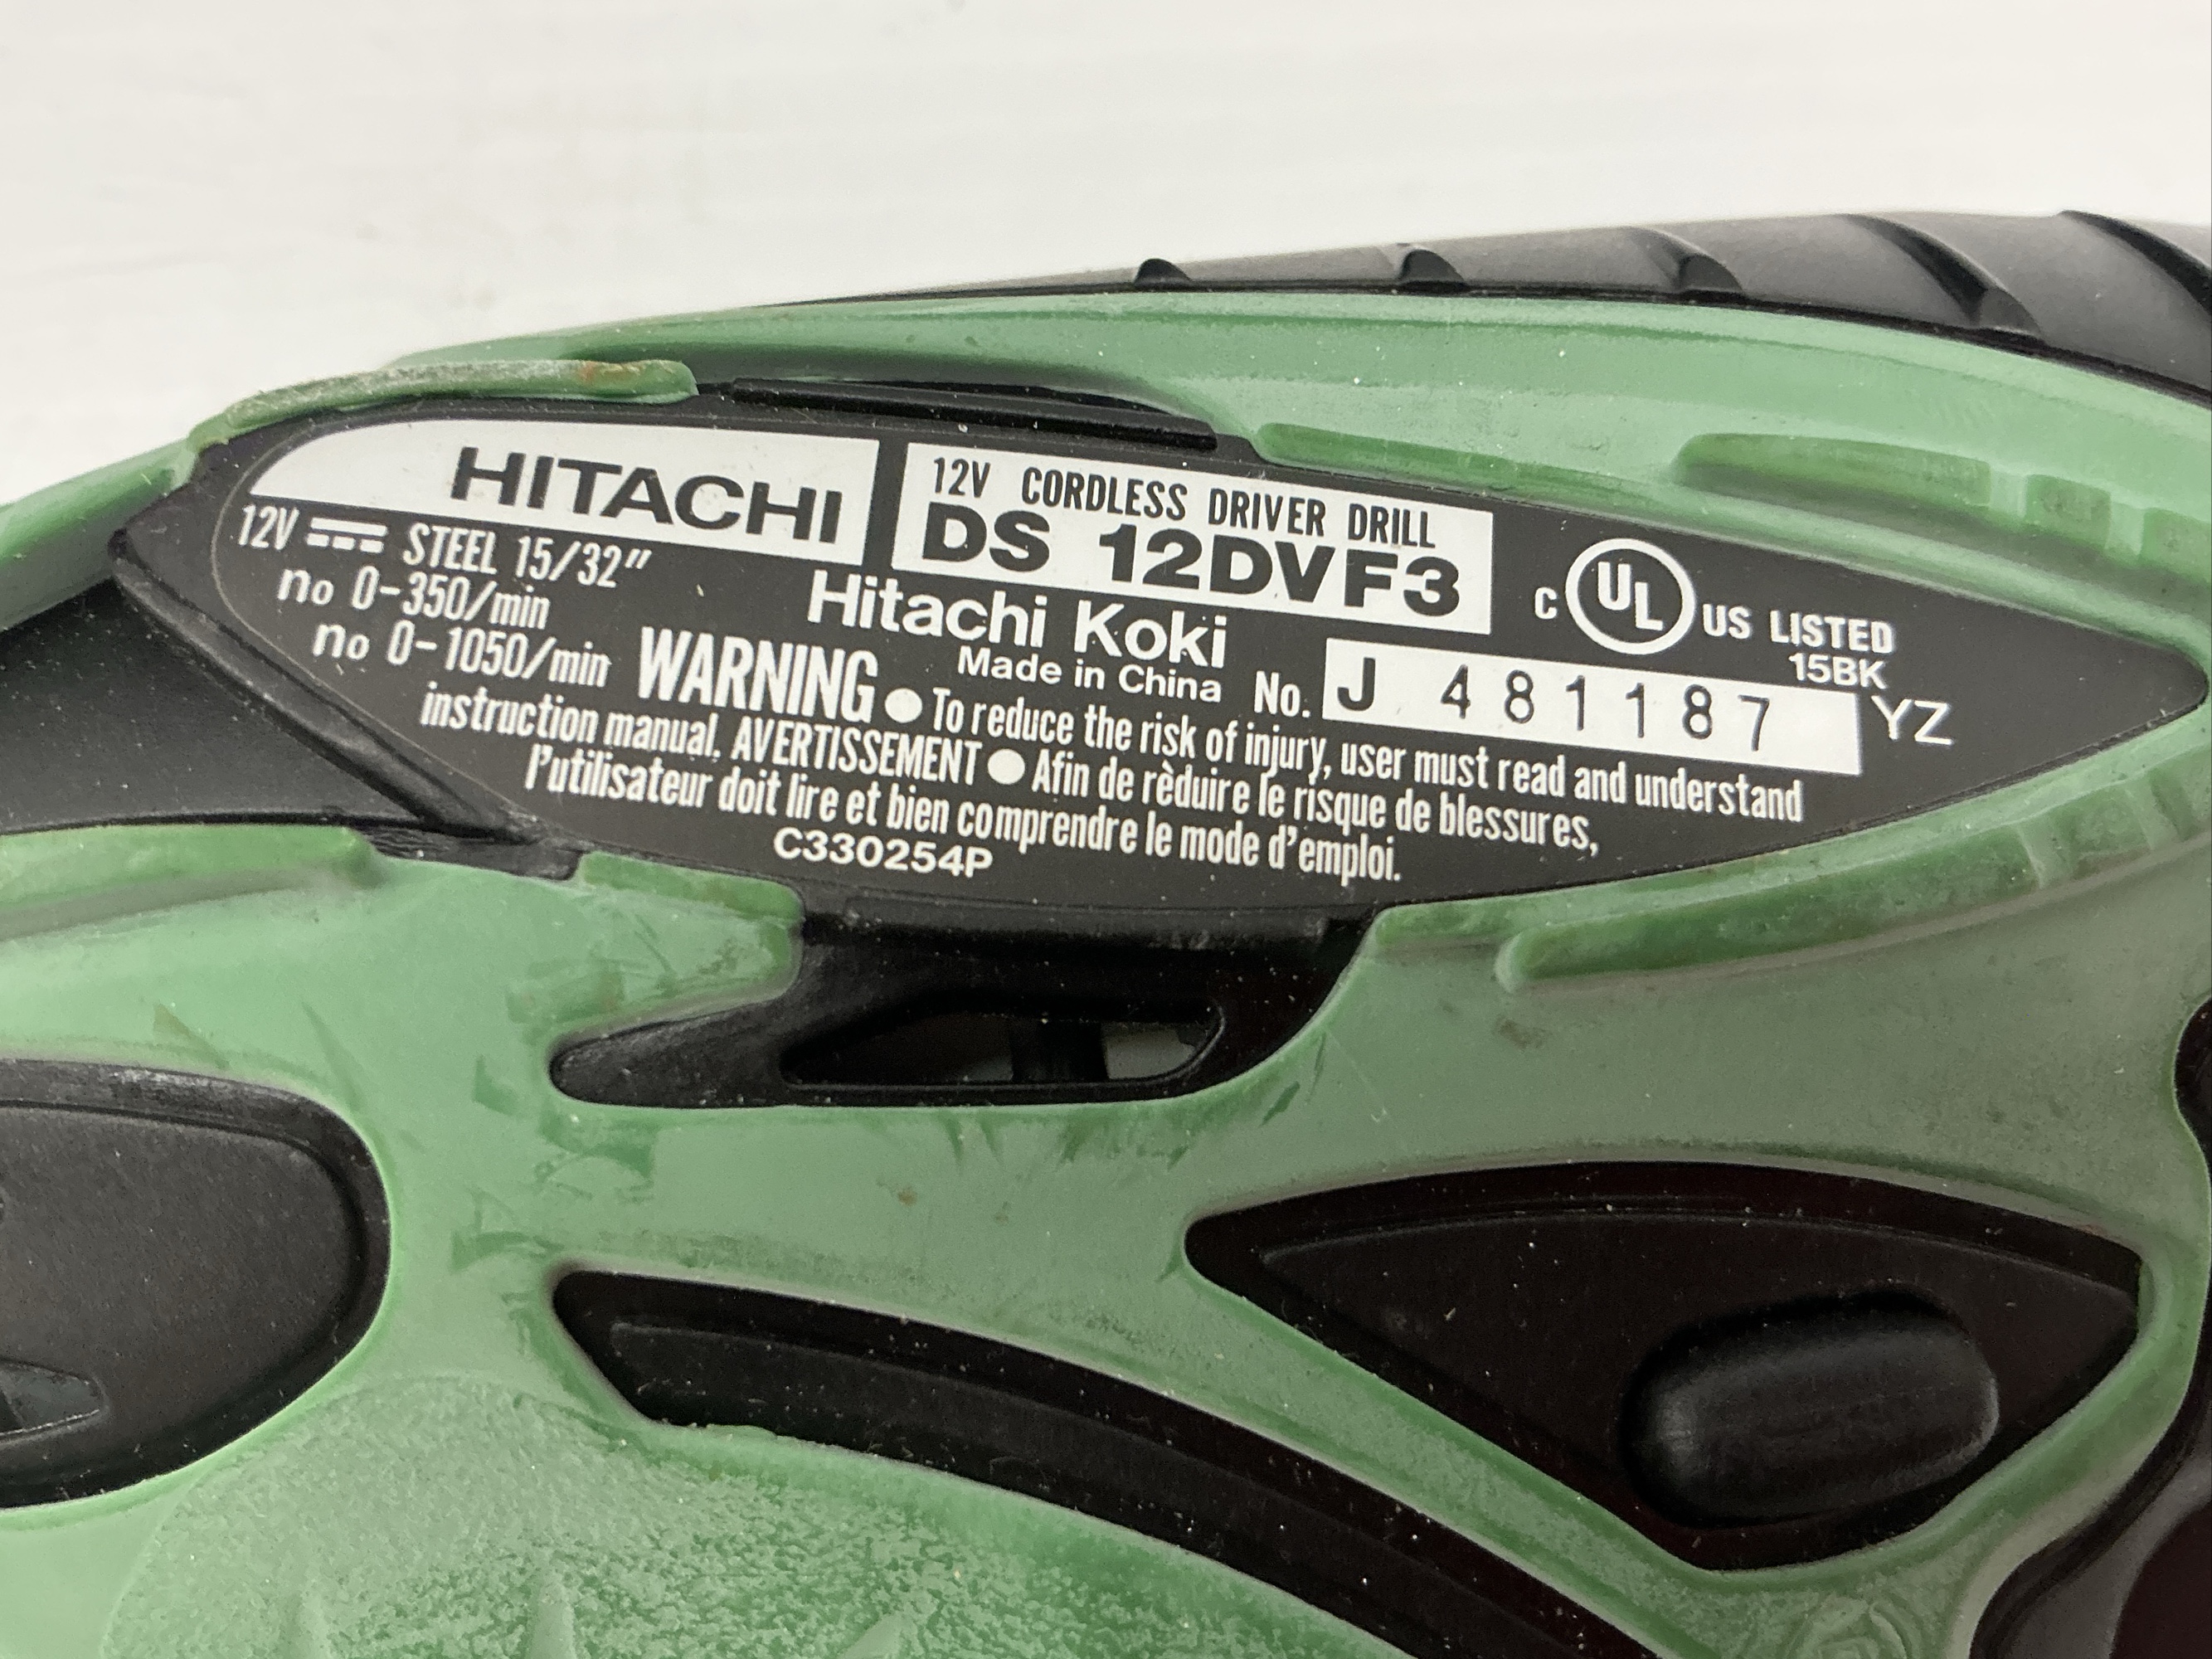 HITACHI
12V CORDLESS DRIVER DRILL
DS 12DVF3
12V ⎓ STEEL 15/32"
no 0-350/min
no 0-1050/min
Hitachi Koki
Made in China
C UL US LISTED
15BK
No. J 481187 YZ
WARNING ● To reduce the risk of injury, user must read and understand
instruction manual. AVERTISSEMENT ● Afin de rèduire le risque de blessures,
l'utilisateur doit lire et bien comprendre le mode d'emploi.
C330254P